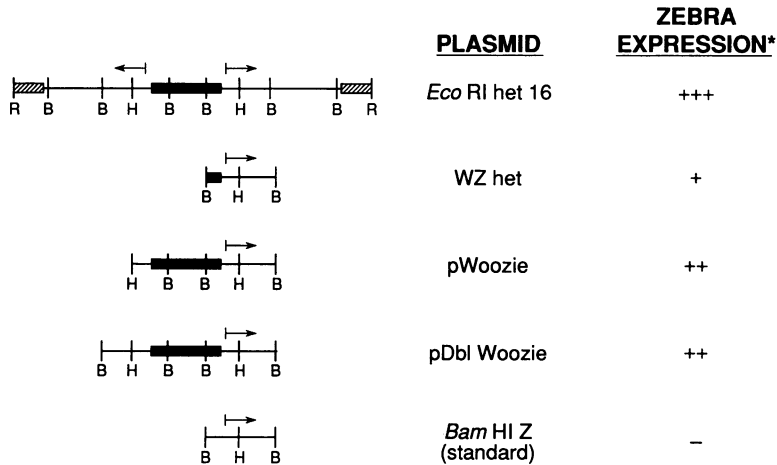 PLASMID
ZEBRA
EXPRESSION*
R B B H B B H B B R
Eco RI het 16
+++
B H B
WZ het
+
H B B H B
pWoozie
++
B H B B H B
pDbl Woozie
++
B H B
Bam HI Z
(standard)
–